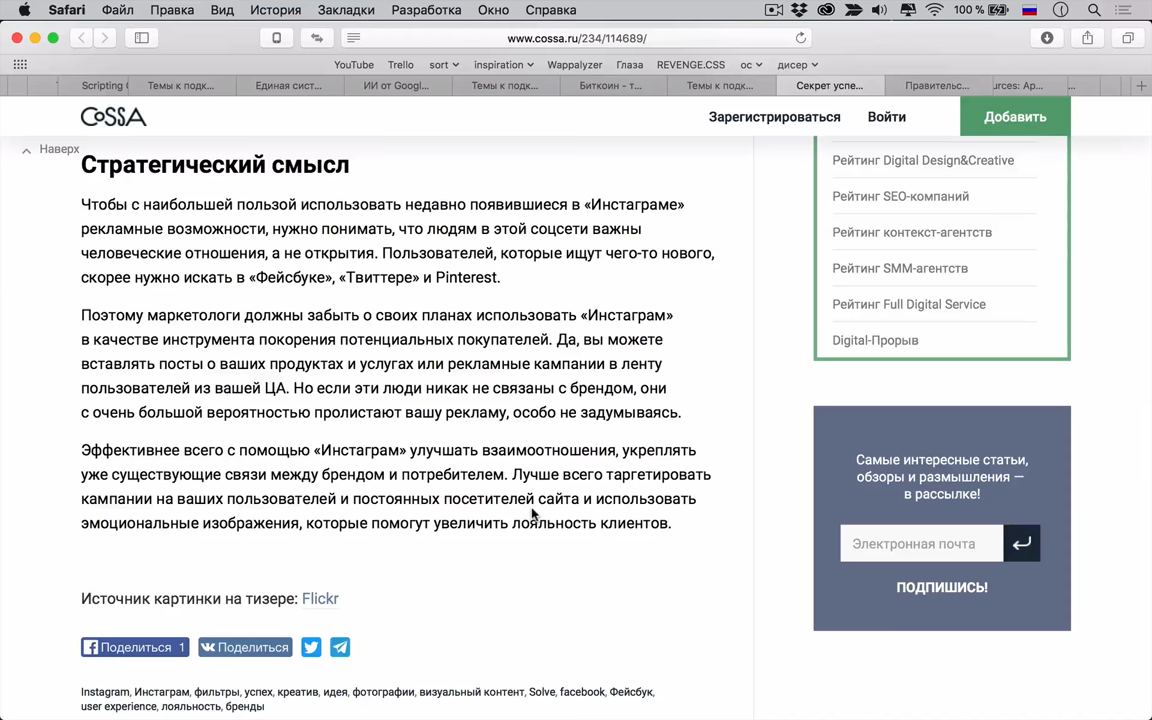 Safari Файл Правка Вид История Закладки Разработка Окно Справка 100 %
www.cossa.ru/234/114689/
YouTube Trello sort inspiration Wappalyzer Глаза REVENGE.CSS ос дисер
Scripting Темы к подк... Единая сист... ИИ от Googl... Темы к подк... Биткоин – т... Темы к подк... Секрет успе... Правительс... urces: Ap...
COSSA
Зарегистрироваться Войти Добавить
Наверх
Стратегический смысл
Чтобы с наибольшей пользой использовать недавно появившиеся в «Инстаграме»
рекламные возможности, нужно понимать, что людям в этой соцсети важны
человеческие отношения, а не открытия. Пользователей, которые ищут чего-то нового,
скорее нужно искать в «Фейсбуке», «Твиттере» и Pinterest.
Поэтому маркетологи должны забыть о своих планах использовать «Инстаграм»
в качестве инструмента покорения потенциальных покупателей. Да, вы можете
вставлять посты о ваших продуктах и услугах или рекламные кампании в ленту
пользователей из вашей ЦА. Но если эти люди никак не связаны с брендом, они
с очень большой вероятностью пролистают вашу рекламу, особо не задумываясь.
Эффективнее всего с помощью «Инстаграм» улучшать взаимоотношения, укреплять
уже существующие связи между брендом и потребителем. Лучше всего таргетировать
кампании на ваших пользователей и постоянных посетителей сайта и использовать
эмоциональные изображения, которые помогут увеличить лояльность клиентов.
Источник картинки на тизере: Flickr
Поделиться 1 Поделиться
Instagram, Инстаграм, фильтры, успех, креатив, идея, фотографии, визуальный контент, Solve, facebook, Фейсбук,
user experience, лояльность, бренды
Рейтинг Digital Design&Creative
Рейтинг SEO-компаний
Рейтинг контекст-агентств
Рейтинг SMM-агентств
Рейтинг Full Digital Service
Digital-Прорыв
Самые интересные статьи,
обзоры и размышления —
в рассылке!
Электронная почта
ПОДПИШИСЬ!